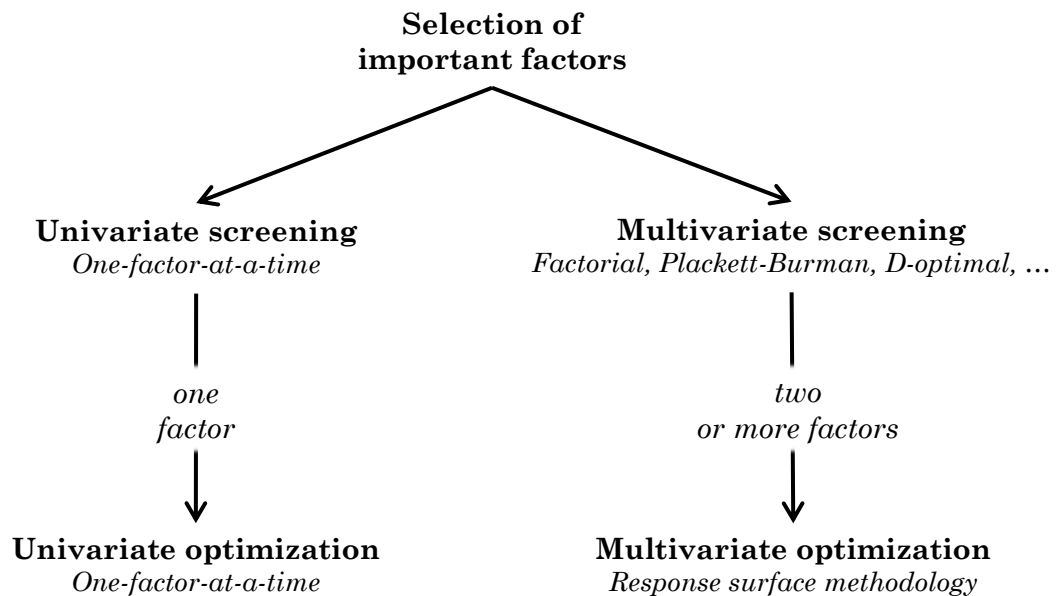 Selection of
important factors
Univariate screening
One-factor-at-a-time
Multivariate screening
Factorial, Plackett-Burman, D-optimal, ...
one
factor
two
or more factors
Univariate optimization
One-factor-at-a-time
Multivariate optimization
Response surface methodology